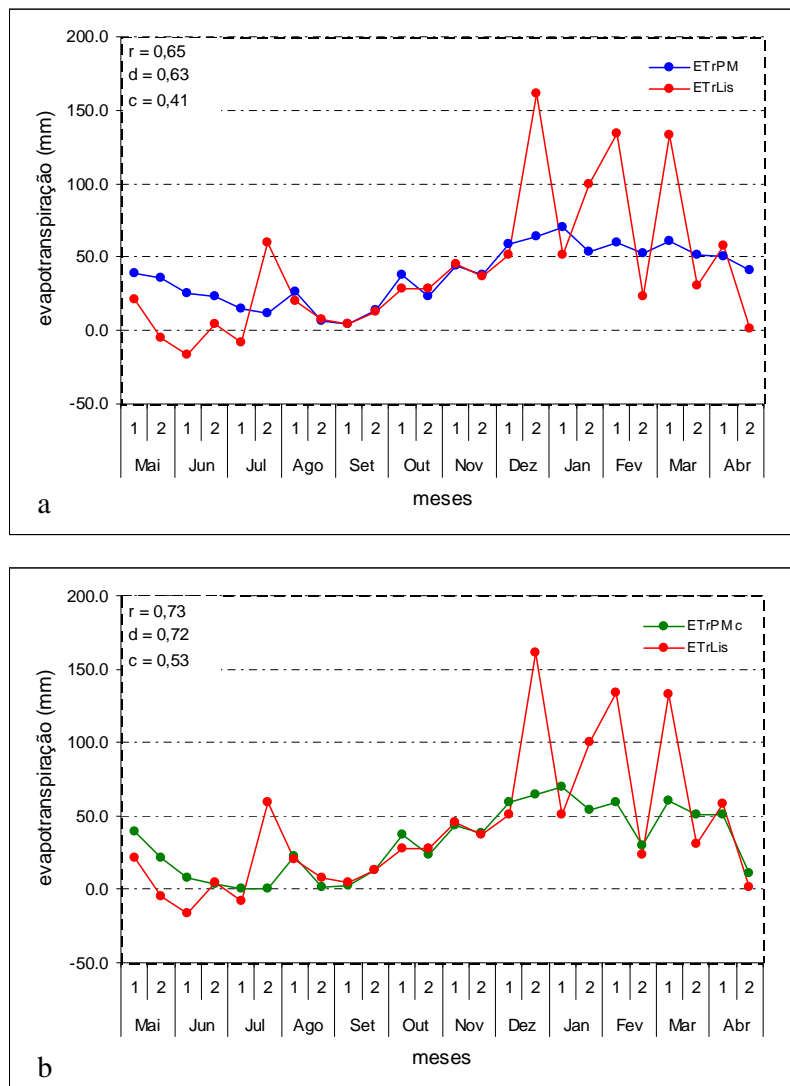 200.0
r = 0,65
d = 0,63
c = 0,41
ETrPM
ETrLis
150.0
100.0
50.0
0.0
-50.0
evapotranspiração (mm)
1 2 1 2 1 2 1 2 1 2 1 2 1 2 1 2 1 2 1 2 1 2 1 2
Mai Jun Jul Ago Set Out Nov Dez Jan Fev Mar Abr
meses
a
200.0
r = 0,73
d = 0,72
c = 0,53
ETrPMc
ETrLis
150.0
100.0
50.0
0.0
-50.0
evapotranspiração (mm)
1 2 1 2 1 2 1 2 1 2 1 2 1 2 1 2 1 2 1 2 1 2 1 2
Mai Jun Jul Ago Set Out Nov Dez Jan Fev Mar Abr
meses
b